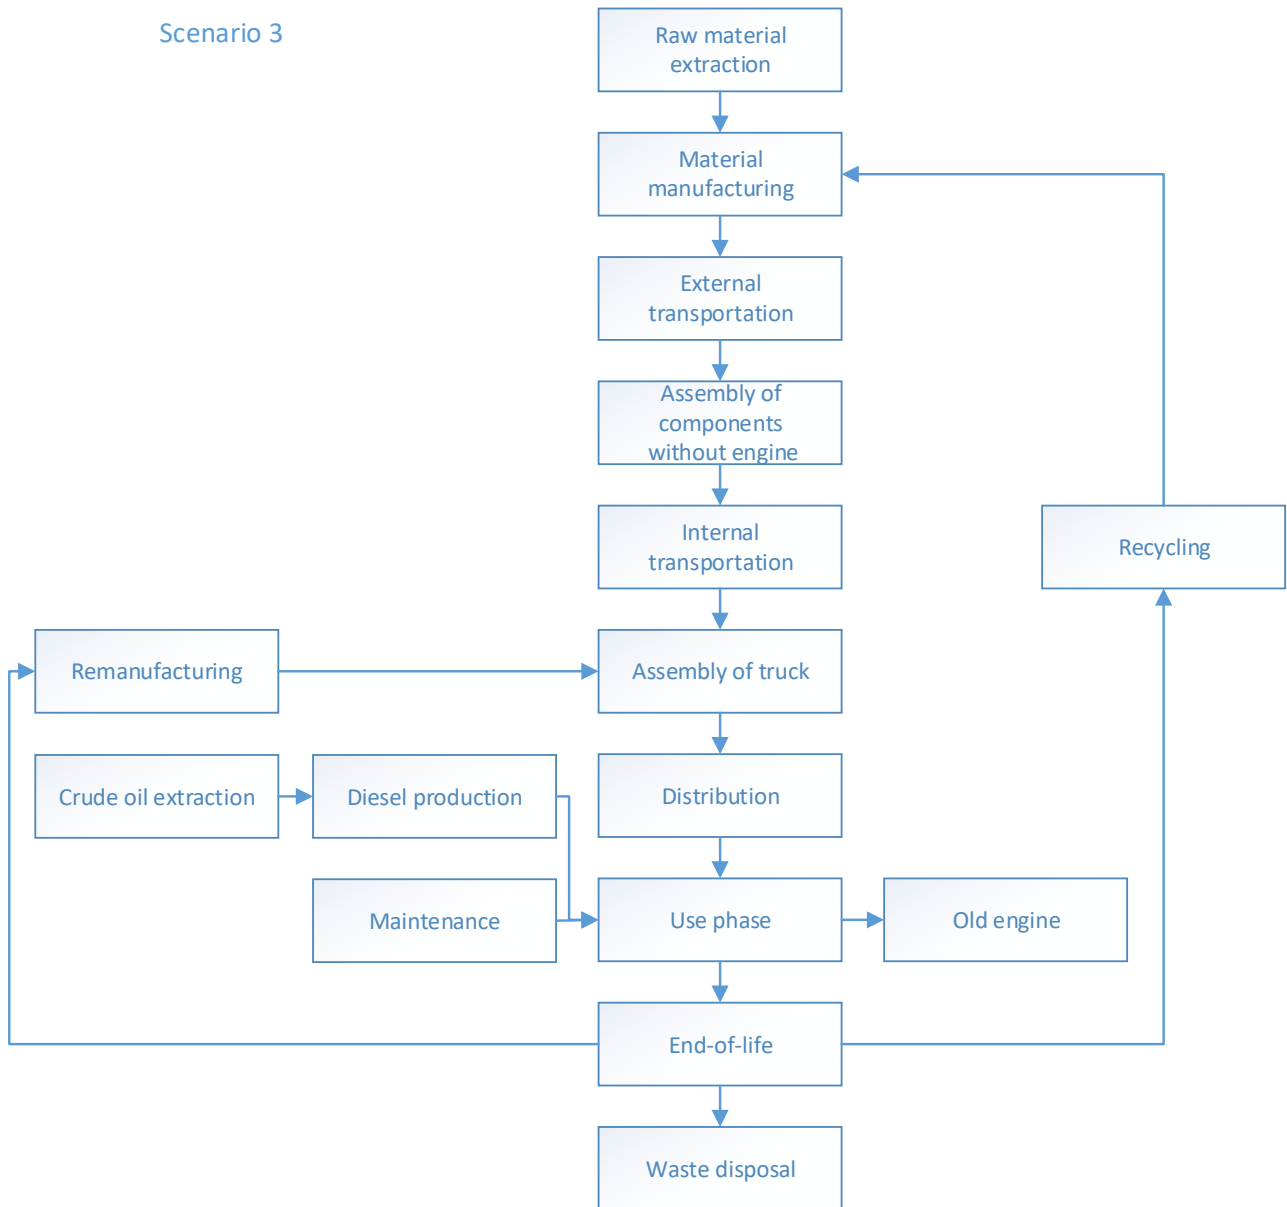 Scenario 3
Raw material
extraction
Material
manufacturing
External
transportation
Assembly of
components
without engine
Internal
transportation
Recycling
Remanufacturing
Assembly of truck
Crude oil extraction
Diesel production
Distribution
Maintenance
Use phase
Old engine
End-of-life
Waste disposal